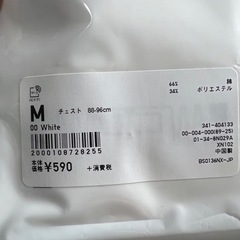 66% 綿
34% ポリエステル
M チェスト 88-96cm
00 White
341-404133
00-004-000(89-25)
01-34-8N029A
XN102
中国製
2000108728255
本体価格 ¥590 +消費税
BS0136NX-JP